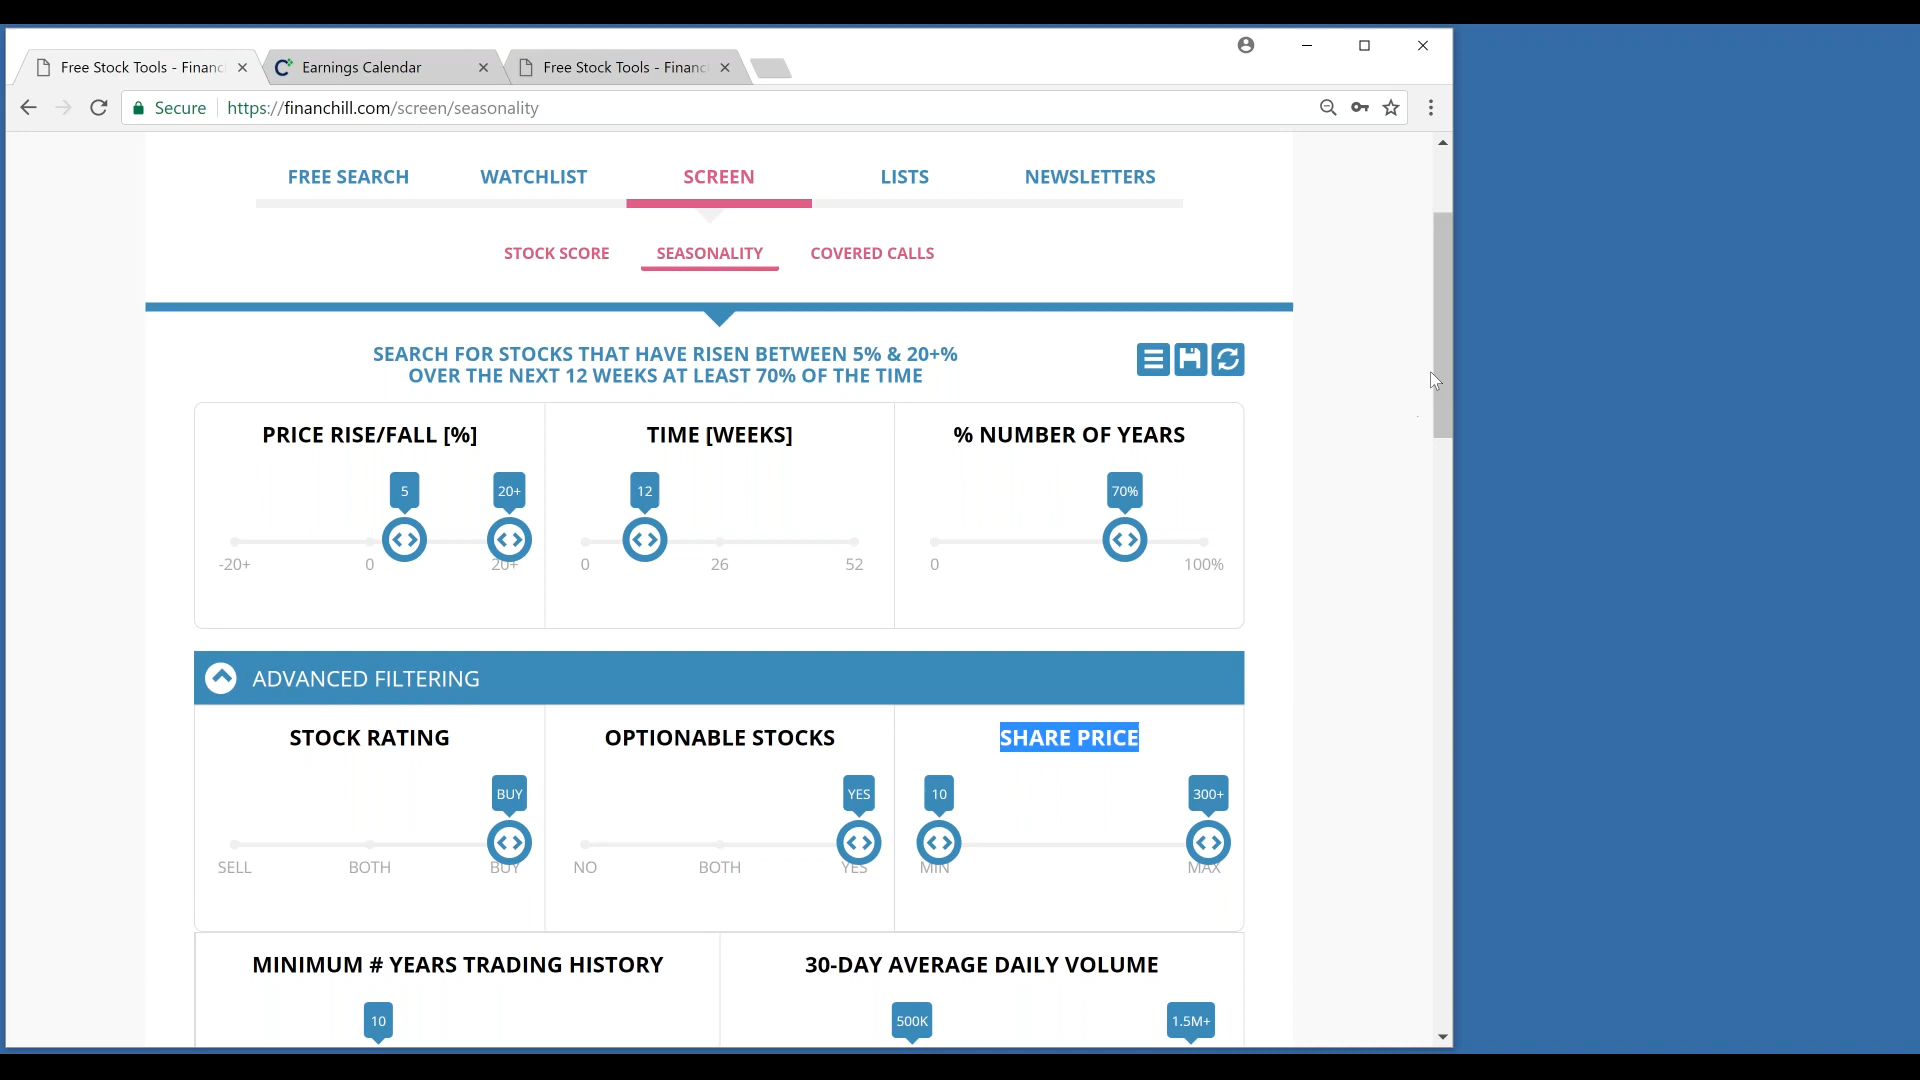 Free Stock Tools - Financ
Earnings Calendar
Free Stock Tools - Financ
Secure
https://financhill.com/screen/seasonality
FREE SEARCH
WATCHLIST
SCREEN
LISTS
NEWSLETTERS
STOCK SCORE
SEASONALITY
COVERED CALLS
SEARCH FOR STOCKS THAT HAVE RISEN BETWEEN 5% & 20+%
OVER THE NEXT 12 WEEKS AT LEAST 70% OF THE TIME
PRICE RISE/FALL [%]
TIME [WEEKS]
% NUMBER OF YEARS
5
20+
12
70%
-20+
0
20+
0
26
52
0
100%
ADVANCED FILTERING
STOCK RATING
OPTIONABLE STOCKS
SHARE PRICE
BUY
YES
10
300+
SELL
BOTH
BUY
NO
BOTH
YES
MIN
MAX
MINIMUM # YEARS TRADING HISTORY
30-DAY AVERAGE DAILY VOLUME
10
500K
1.5M+